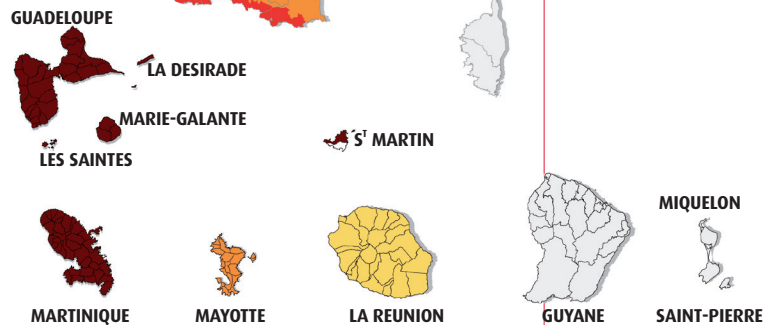 GUADELOUPE
LA DESIRADE
MARIE-GALANTE
LES SAINTES
Sᵀ MARTIN
MIQUELON
MARTINIQUE
MAYOTTE
LA REUNION
GUYANE
SAINT-PIERRE